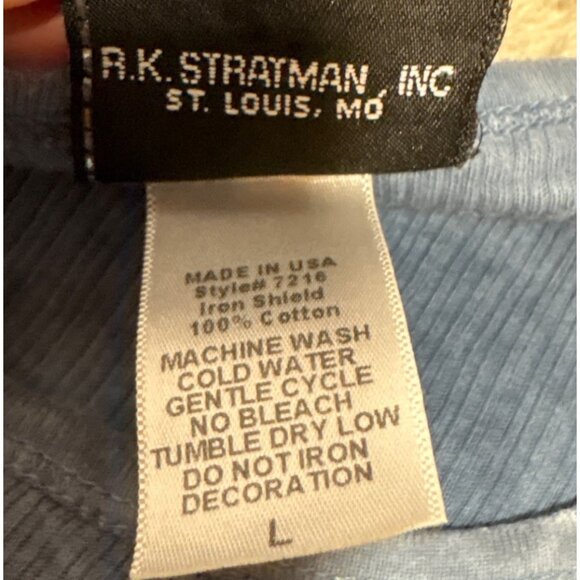 R.K. STRATMAN, INC
ST. LOUIS, MO
MADE IN USA
Style# 7216
Iron Shield
100% Cotton
MACHINE WASH
COLD WATER
GENTLE CYCLE
NO BLEACH
TUMBLE DRY LOW
DO NOT IRON
DECORATION
L